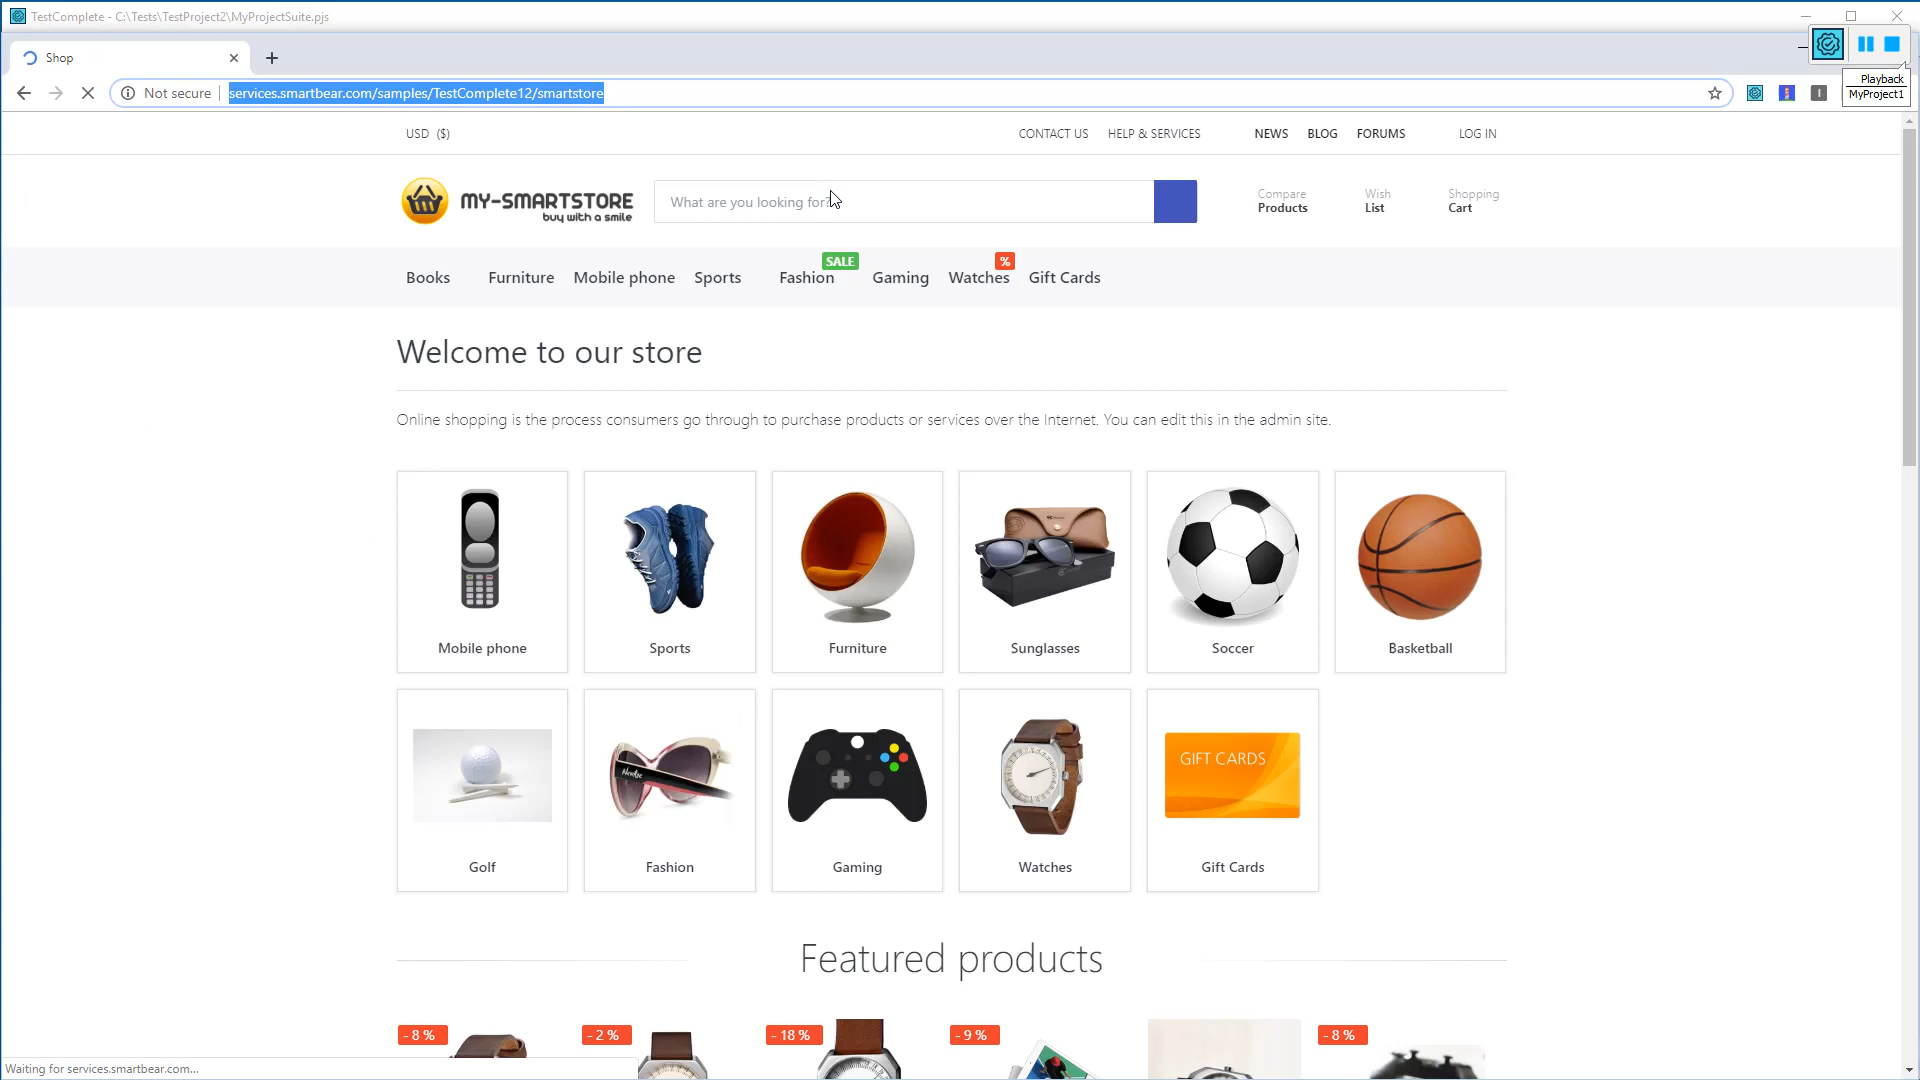 TestComplete - C:\Tests\TestProject2\MyProjectSuite.pjs
Shop
Playback
MyProject1
Not secure
services.smartbear.com/samples/TestComplete12/smartstore
USD ($)
CONTACT US
HELP & SERVICES
NEWS
BLOG
FORUMS
LOG IN
MY-SMARTSTORE
buy with a smile
What are you looking for?
Compare
Products
Wish
List
Shopping
Cart
SALE
%
Books
Furniture
Mobile phone
Sports
Fashion
Gaming
Watches
Gift Cards
Welcome to our store
Online shopping is the process consumers go through to purchase products or services over the Internet. You can edit this in the admin site.
Mobile phone
Sports
Furniture
Sunglasses
Soccer
Basketball
GIFT CARDS
Golf
Fashion
Gaming
Watches
Gift Cards
Featured products
- 8 %
- 2 %
- 18 %
- 9 %
- 8 %
Waiting for services.smartbear.com...